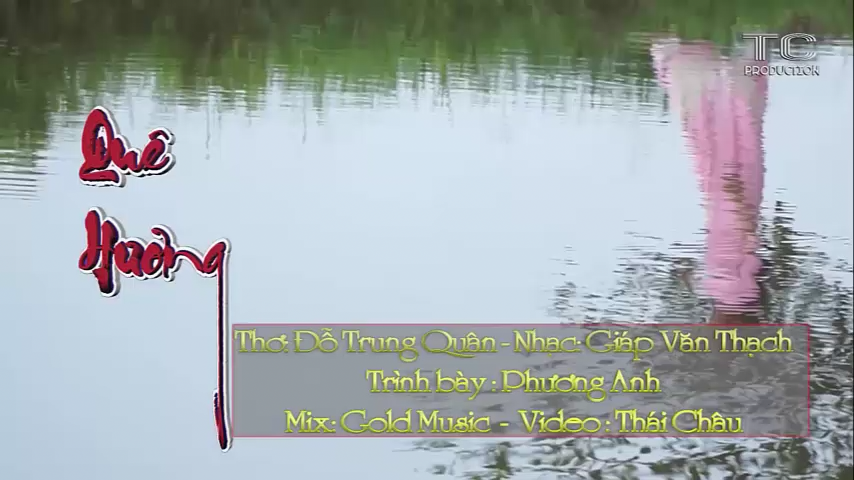 TC
PRODUCTION
Quê
Hương
Thơ: Đỗ Trung Quân - Nhạc: Giáp Văn Thạch
Trình bày : Phương Anh
Mix: Gold Music - Video : Thái Châu